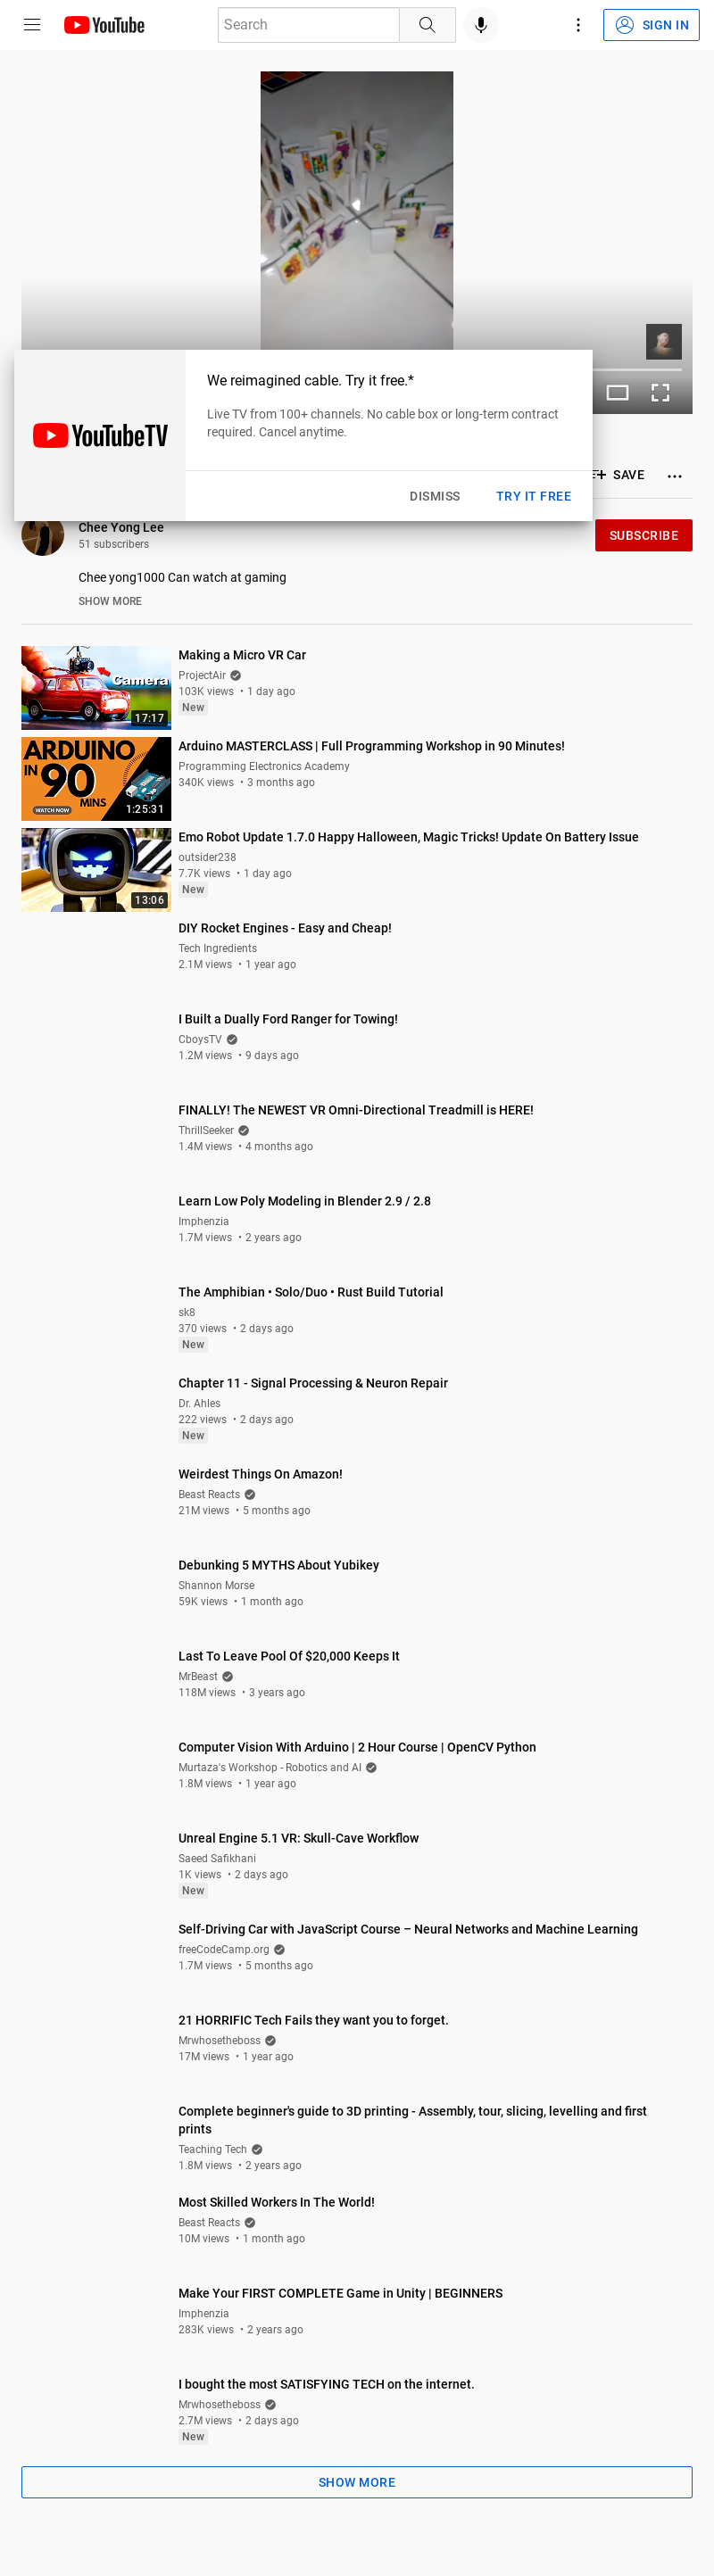 YouTube
Search
SIGN IN
We reimagined cable. Try it free.*
Live TV from 100+ channels. No cable box or long-term contract
required. Cancel anytime.
YouTubeTV
DISMISS
TRY IT FREE
SAVE
Chee Yong Lee
51 subscribers
SUBSCRIBE
Chee yong1000 Can watch at gaming
SHOW MORE
Camera
17:17
Making a Micro VR Car
ProjectAir
103K views • 1 day ago
New
ARDUINO
IN 90
MINS
WATCH NOW
1:25:31
Arduino MASTERCLASS | Full Programming Workshop in 90 Minutes!
Programming Electronics Academy
340K views • 3 months ago
13:06
Emo Robot Update 1.7.0 Happy Halloween, Magic Tricks! Update On Battery Issue
outsider238
7.7K views • 1 day ago
New
DIY Rocket Engines - Easy and Cheap!
Tech Ingredients
2.1M views • 1 year ago
I Built a Dually Ford Ranger for Towing!
CboysTV
1.2M views • 9 days ago
FINALLY! The NEWEST VR Omni-Directional Treadmill is HERE!
ThrillSeeker
1.4M views • 4 months ago
Learn Low Poly Modeling in Blender 2.9 / 2.8
Imphenzia
1.7M views • 2 years ago
The Amphibian • Solo/Duo • Rust Build Tutorial
sk8
370 views • 2 days ago
New
Chapter 11 - Signal Processing & Neuron Repair
Dr. Ahles
222 views • 2 days ago
New
Weirdest Things On Amazon!
Beast Reacts
21M views • 5 months ago
Debunking 5 MYTHS About Yubikey
Shannon Morse
59K views • 1 month ago
Last To Leave Pool Of $20,000 Keeps It
MrBeast
118M views • 3 years ago
Computer Vision With Arduino | 2 Hour Course | OpenCV Python
Murtaza's Workshop - Robotics and AI
1.8M views • 1 year ago
Unreal Engine 5.1 VR: Skull-Cave Workflow
Saeed Safikhani
1K views • 2 days ago
New
Self-Driving Car with JavaScript Course – Neural Networks and Machine Learning
freeCodeCamp.org
1.7M views • 5 months ago
21 HORRIFIC Tech Fails they want you to forget.
Mrwhosetheboss
17M views • 1 year ago
Complete beginner's guide to 3D printing - Assembly, tour, slicing, levelling and first
prints
Teaching Tech
1.8M views • 2 years ago
Most Skilled Workers In The World!
Beast Reacts
10M views • 1 month ago
Make Your FIRST COMPLETE Game in Unity | BEGINNERS
Imphenzia
283K views • 2 years ago
I bought the most SATISFYING TECH on the internet.
Mrwhosetheboss
2.7M views • 2 days ago
New
SHOW MORE